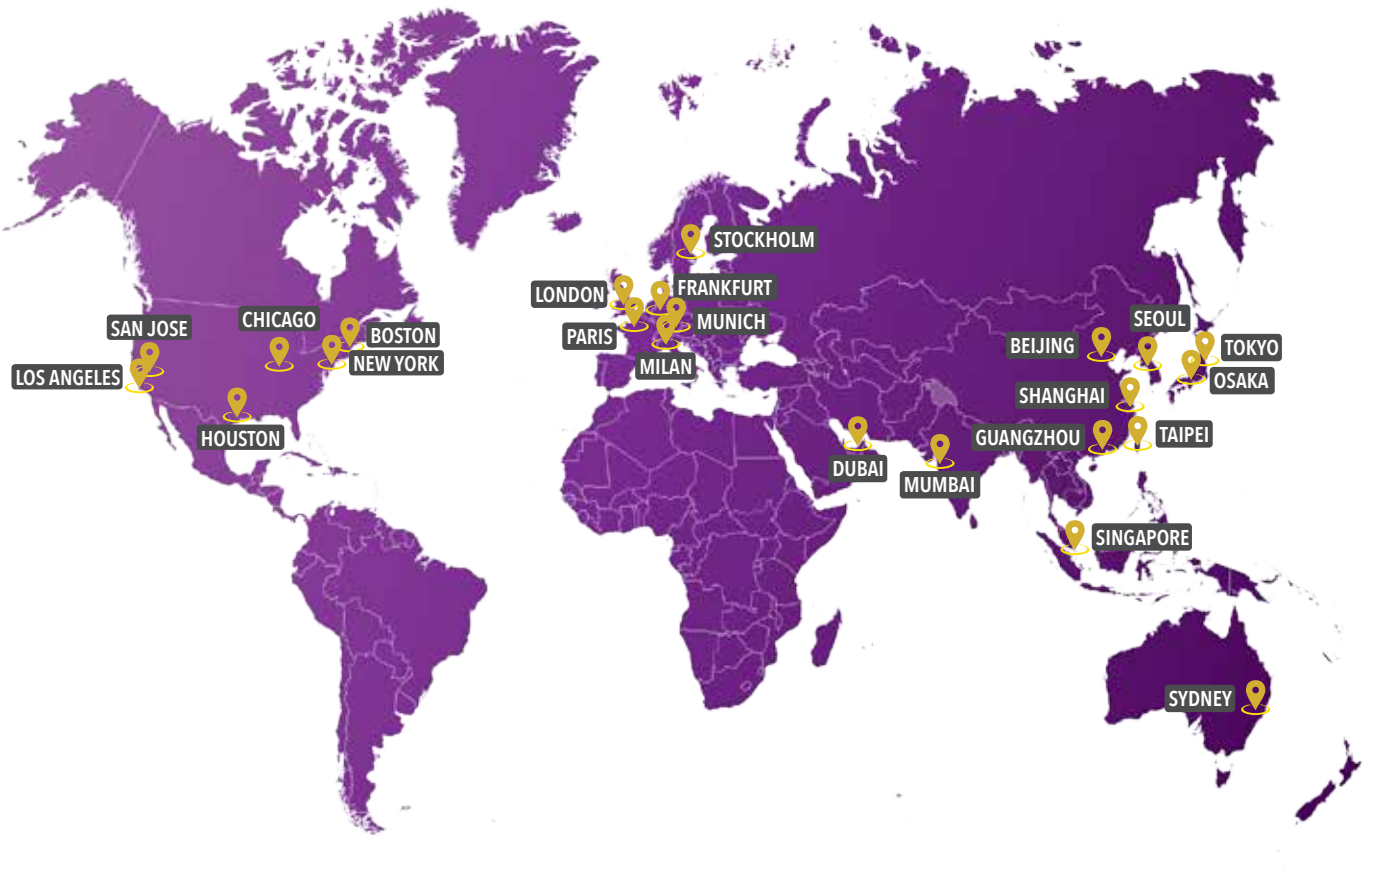 STOCKHOLM
FRANKFURT
LONDON
SEOUL
CHICAGO
SAN JOSE
BOSTON
PARIS
MUNICH
BEIJING
TOKYO
NEW YORK
MILAN
LOS ANGELES
OSAKA
SHANGHAI
HOUSTON
GUANGZHOU
TAIPEI
DUBAI
MUMBAI
SINGAPORE
SYDNEY